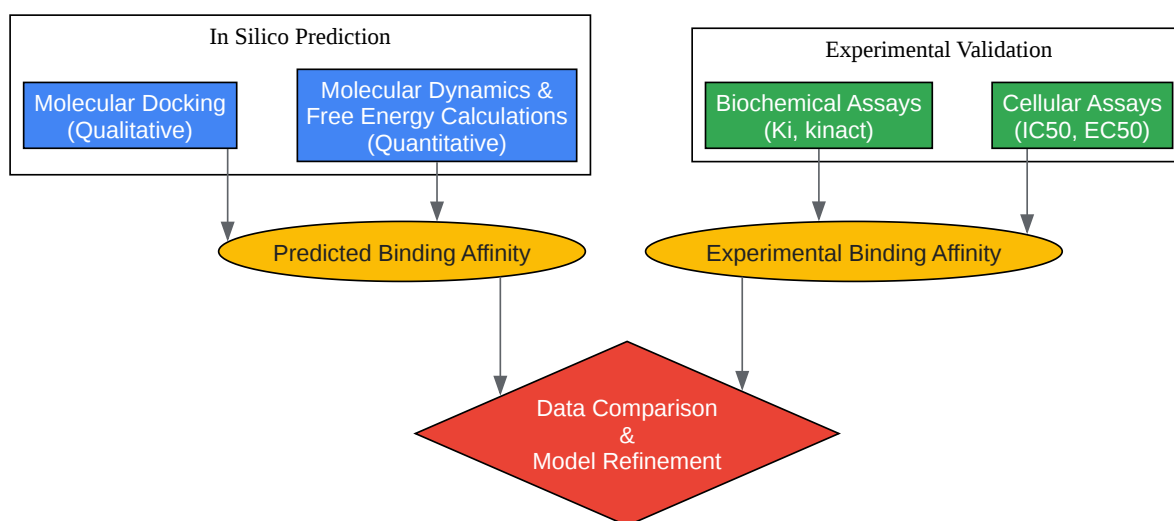 In Silico Prediction
Experimental Validation
Molecular Docking
(Qualitative)
Molecular Dynamics &
Free Energy Calculations
(Quantitative)
Biochemical Assays
(Ki, kinact)
Cellular Assays
(IC50, EC50)
Predicted Binding Affinity
Experimental Binding Affinity
Data Comparison
&
Model Refinement